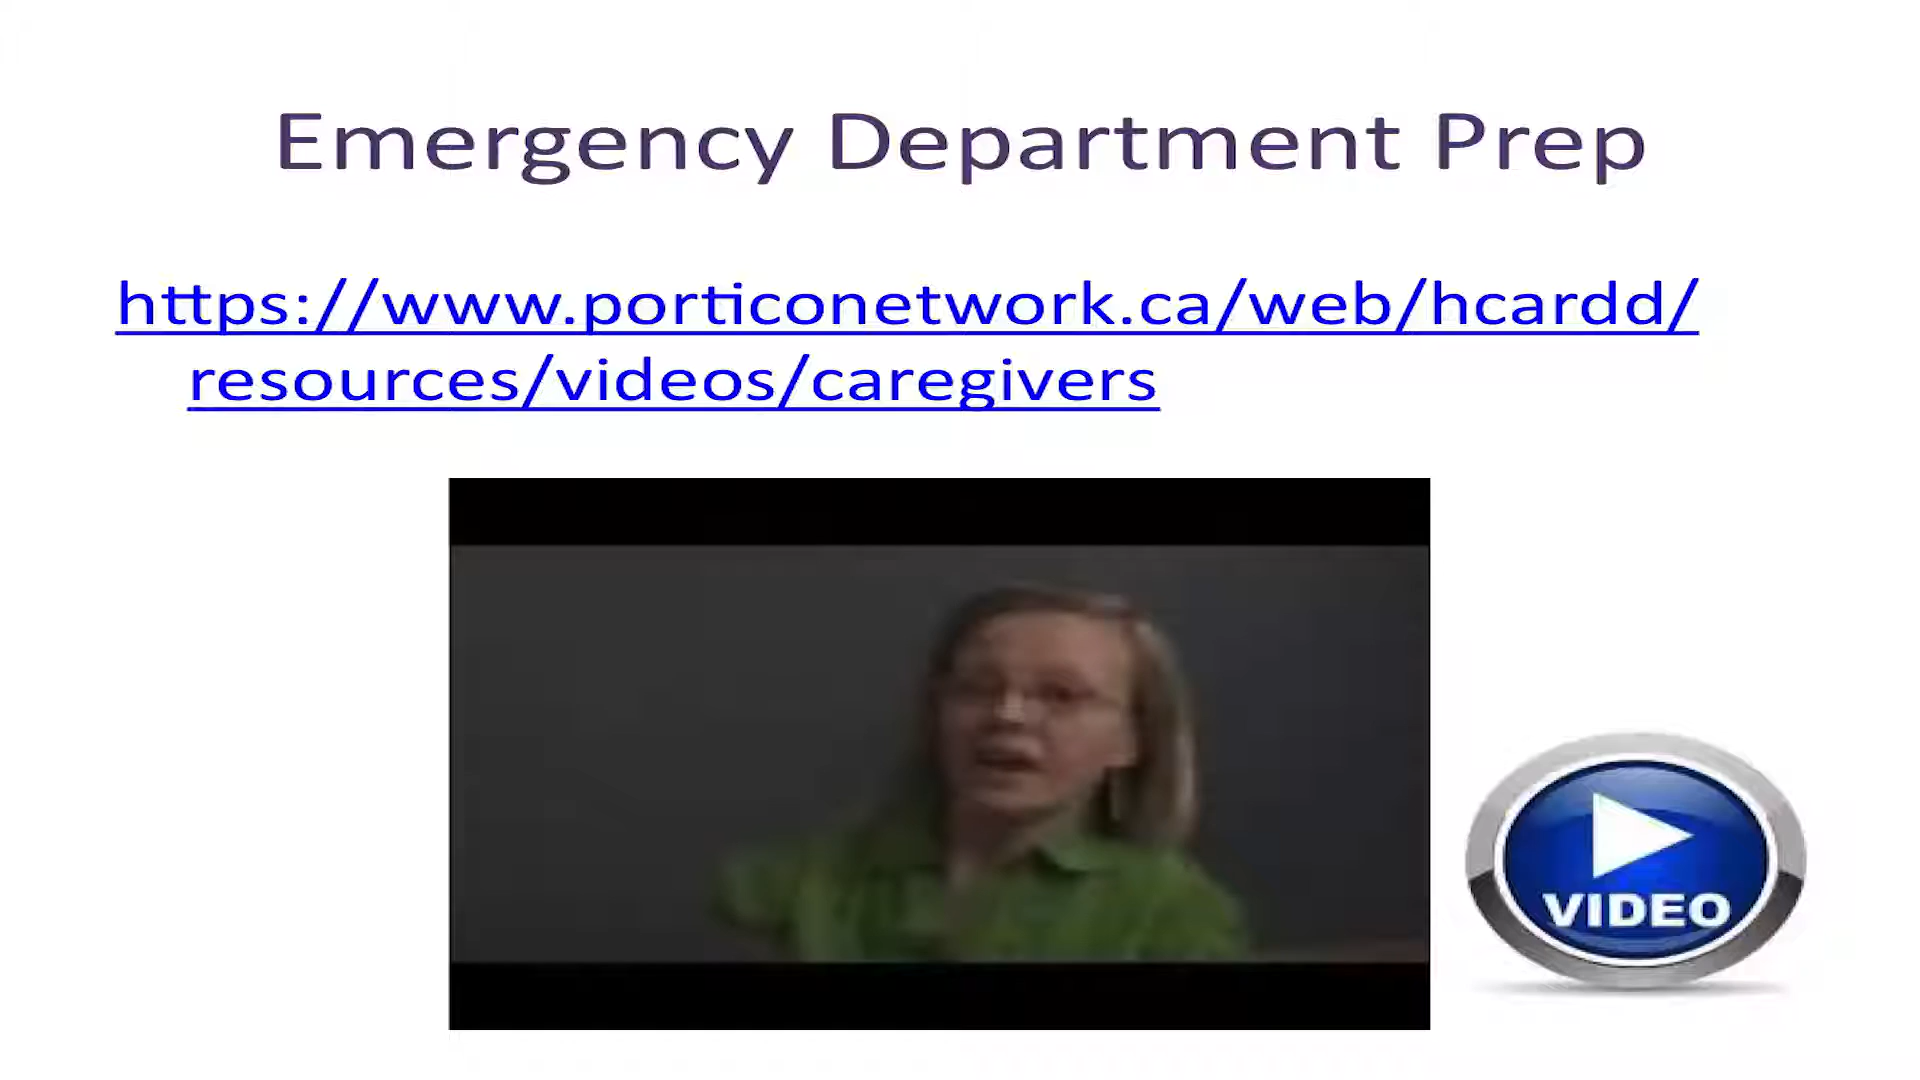 Emergency Department Prep
https://www.porticonetwork.ca/web/hcardd/
resources/videos/caregivers
VIDEO